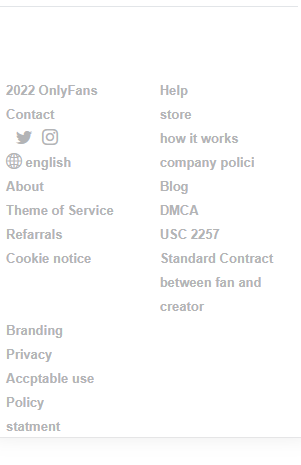 2022 OnlyFans
Contact
english
About
Theme of Service
Refarrals
Cookie notice
Branding
Privacy
Accptable use
Policy
statment
Help
store
how it works
company polici
Blog
DMCA
USC 2257
Standard Contract
between fan and
creator